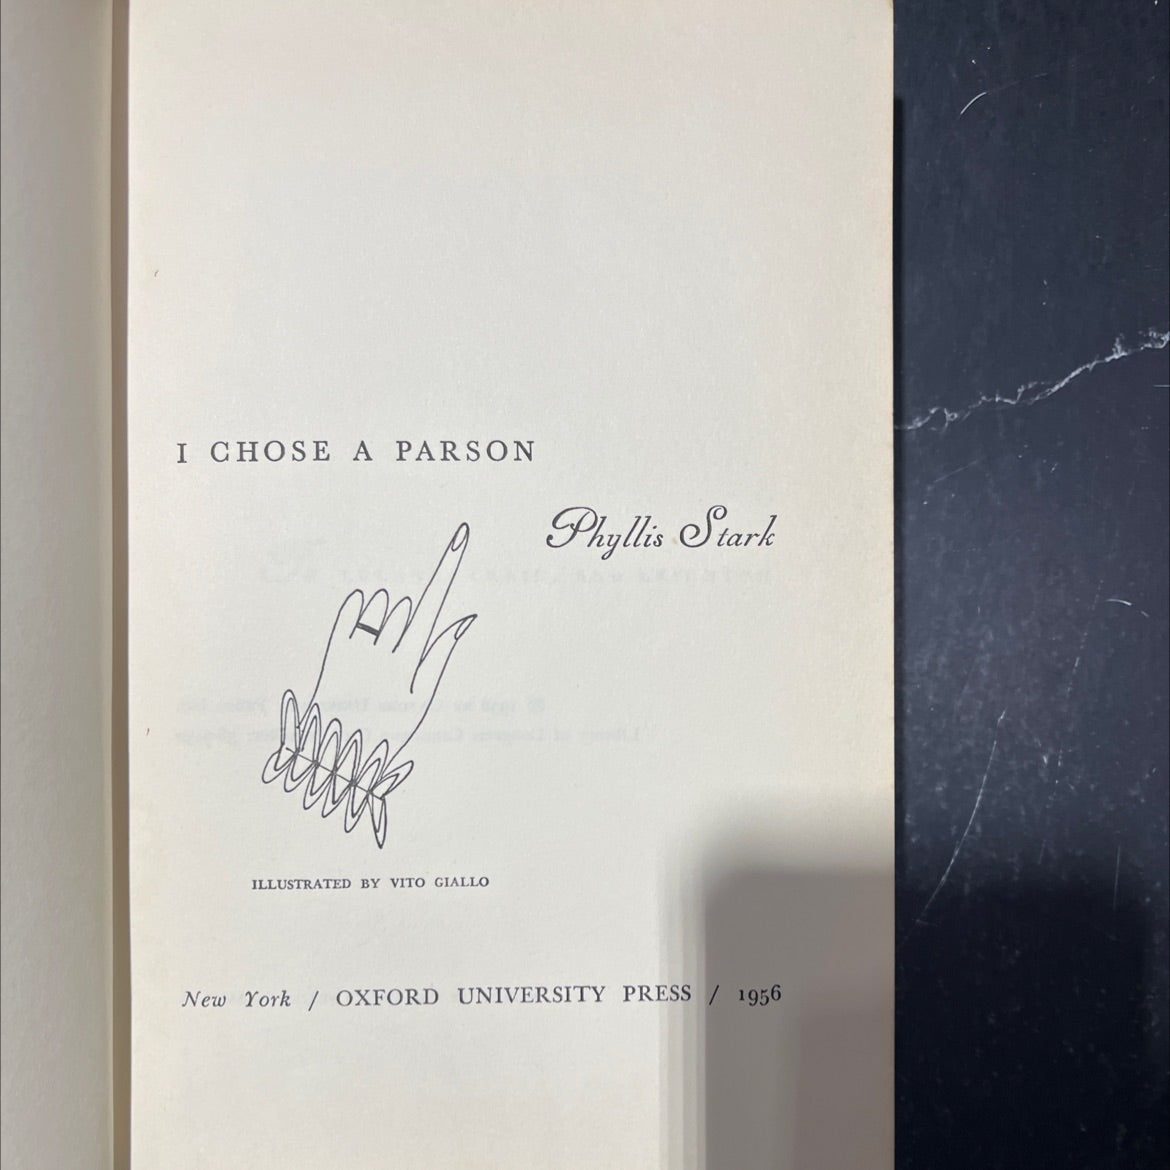 I CHOSE A PARSON
Phyllis Stark
ILLUSTRATED BY VITO GIALLO
New York / OXFORD UNIVERSITY PRESS / 1956